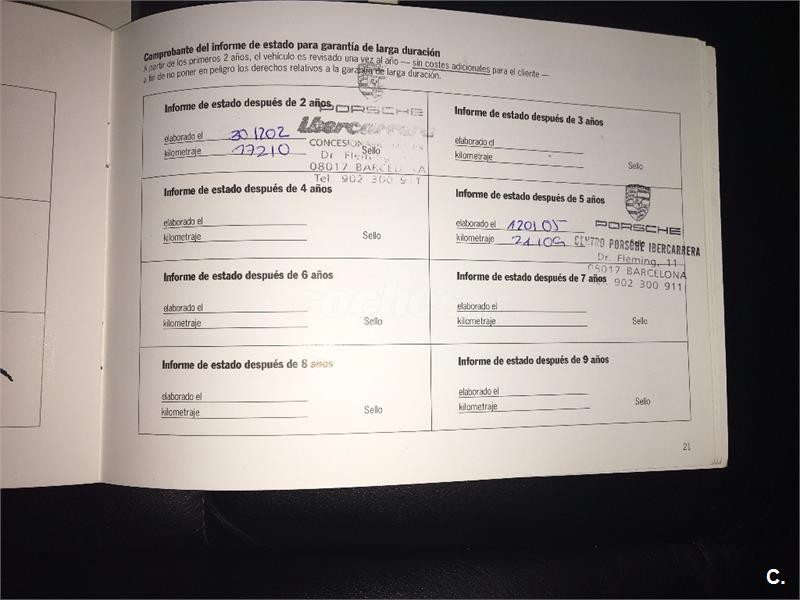 Comprobante del informe de estado para garantía de larga duración
A partir de los primeros 2 años, el vehículo es revisado una vez al año — sin costes adicionales para el cliente —
a fin de no poner en peligro los derechos relativos a la garantía de larga duración.
Informe de estado después de 2 años
PORSCHE
Ibercarrera
elaborado el 301202
kilometraje 17210
Sello
Dr Flem
08017 BARCELONA
Tel 902 300 911
Informe de estado después de 3 años
elaborado el
kilometraje
Sello
Informe de estado después de 4 años
elaborado el
kilometraje
Sello
Informe de estado después de 5 años
elaborado el 120105
kilometraje 21109
PORSCHE
CENTRO PORSCHE IBERCARRERA
Dr. Fleming, 11
08017 BARCELONA
902 300 911
Informe de estado después de 6 años
elaborado el
kilometraje
Sello
Informe de estado después de 7 años
elaborado el
kilometraje
Sello
Informe de estado después de 8 años
elaborado el
kilometraje
Sello
Informe de estado después de 9 años
elaborado el
kilometraje
Sello
21
coches
C.